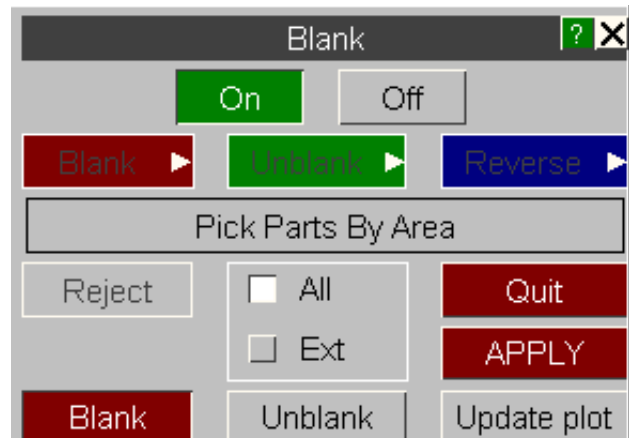 Blank ? X
On Off
Blank Unblank Reverse
Pick Parts By Area
Reject All Quit
Ext APPLY
Blank Unblank Update plot